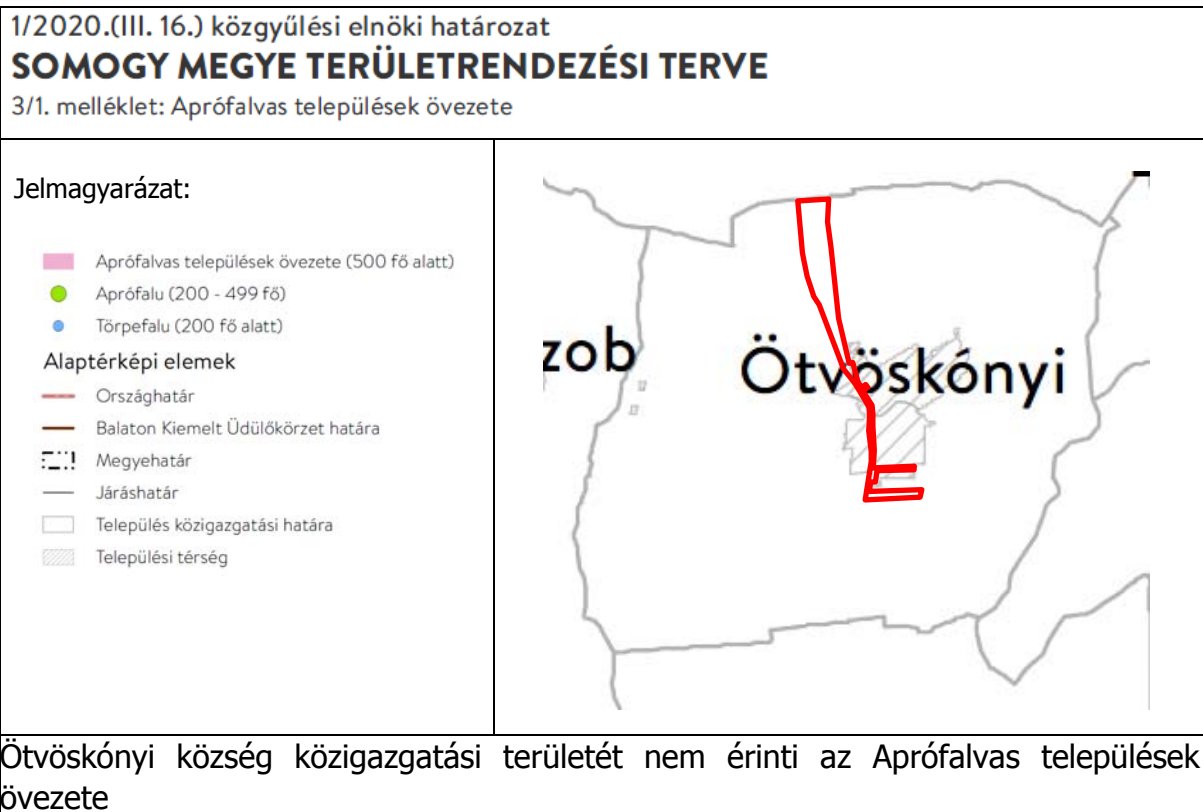 1/2020.(III. 16.) közgyűlési elnöki határozat
SOMOGY MEGYE TERÜLETRENDEZÉSI TERVE
3/1. melléklet: Aprófalvas települések övezete
Jelmagyarázat:
Aprófalvas települések övezete (500 fő alatt)
Aprófalu (200 - 499 fő)
Törpefalu (200 fő alatt)
Alaptérképi elemek
Országhatár
Balaton Kiemelt Üdülőkörzet határa
Megyehatár
Járáshatár
Település közigazgatási határa
Települési térség
zob
Ötvöskónyi
Ötvöskónyi község közigazgatási területét nem érinti az Aprófalvas települések
övezete